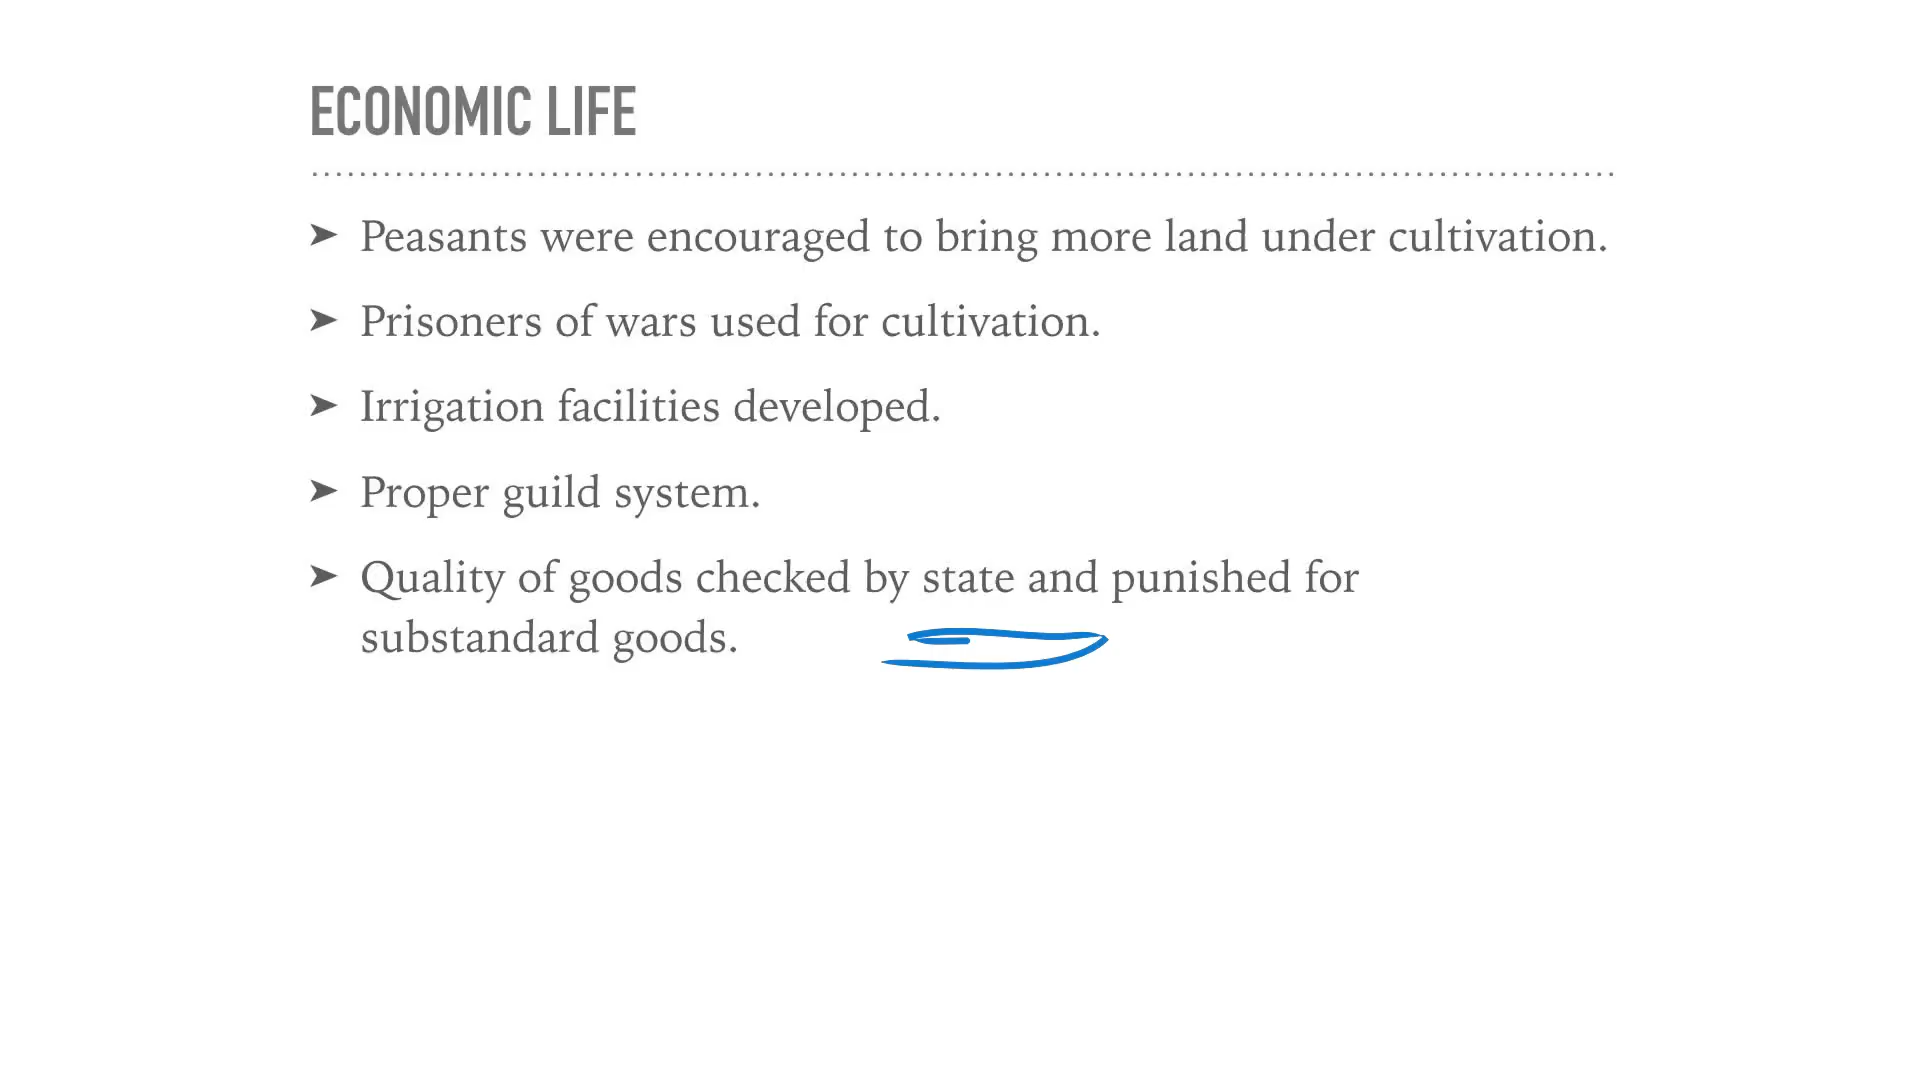 ECONOMIC LIFE
➤ Peasants were encouraged to bring more land under cultivation.
➤ Prisoners of wars used for cultivation.
➤ Irrigation facilities developed.
➤ Proper guild system.
➤ Quality of goods checked by state and punished for
substandard goods.